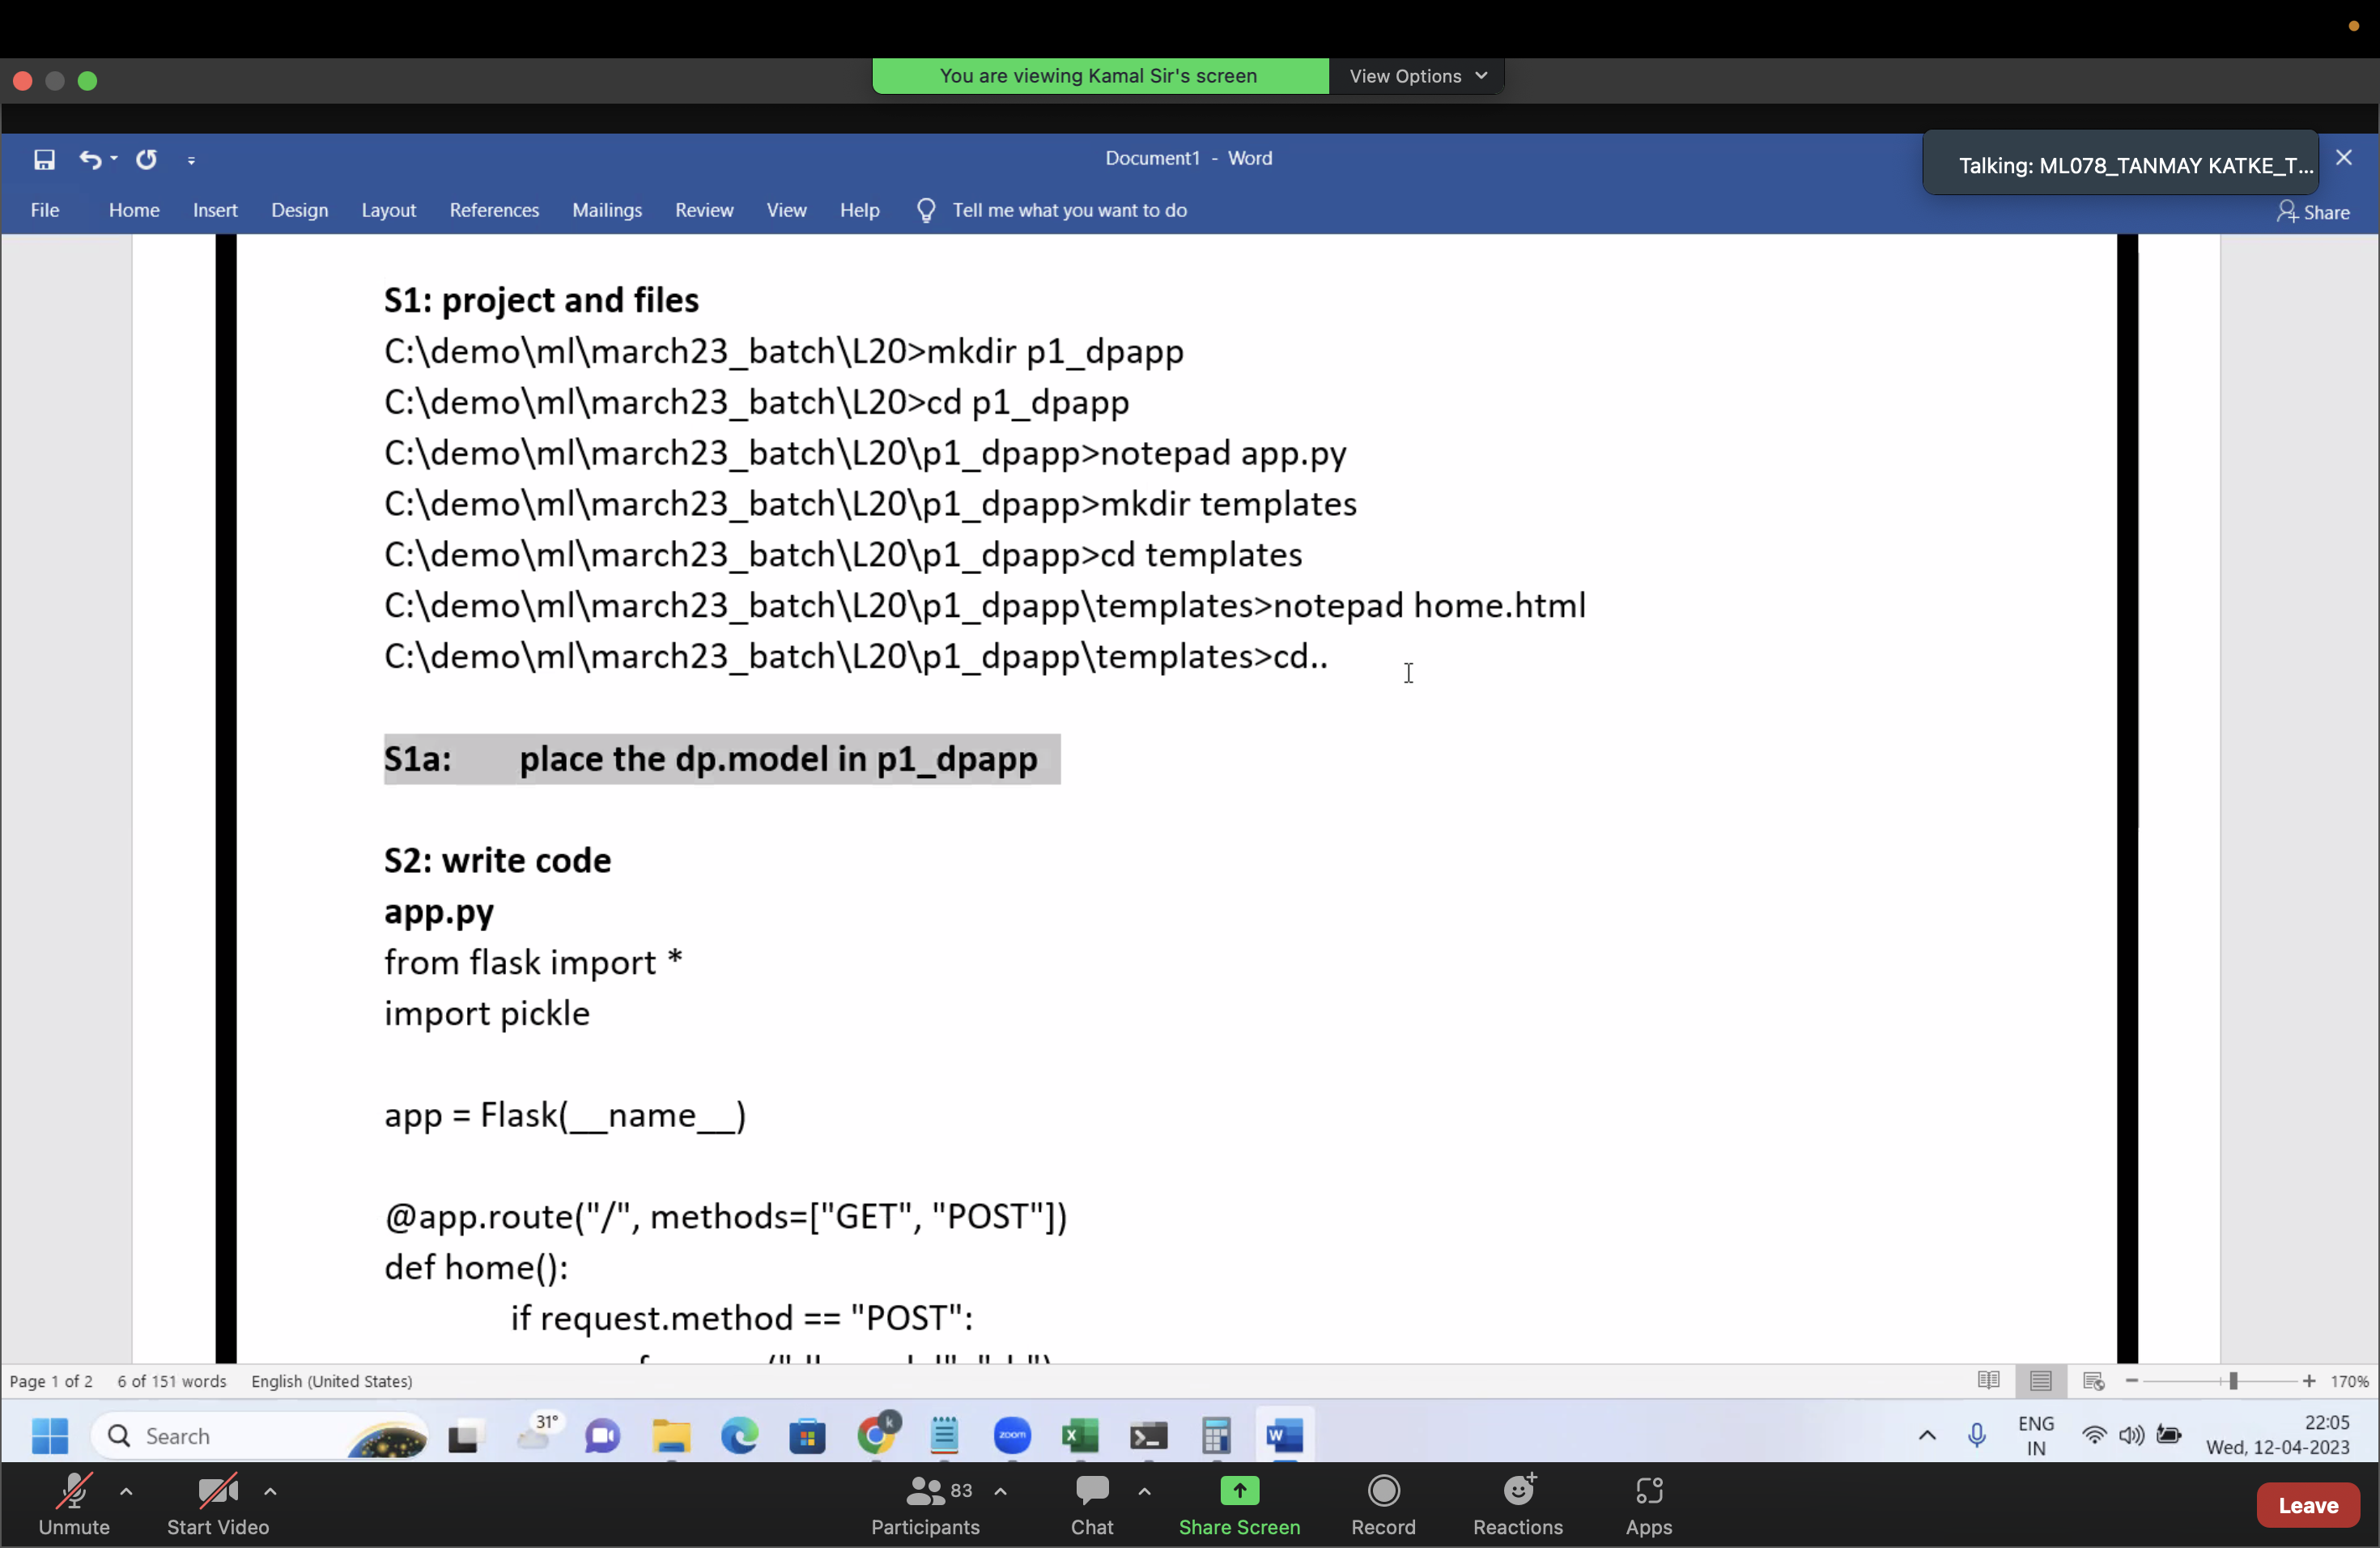 You are viewing Kamal Sir's screen View Options
Document1 - Word
Talking: ML078_TANMAY KATKE_T...
File Home Insert Design Layout References Mailings Review View Help Tell me what you want to do Share
S1: project and files
C:\demo\ml\march23_batch\L20>mkdir p1_dpapp
C:\demo\ml\march23_batch\L20>cd p1_dpapp
C:\demo\ml\march23_batch\L20\p1_dpapp>notepad app.py
C:\demo\ml\march23_batch\L20\p1_dpapp>mkdir templates
C:\demo\ml\march23_batch\L20\p1_dpapp>cd templates
C:\demo\ml\march23_batch\L20\p1_dpapp\templates>notepad home.html
C:\demo\ml\march23_batch\L20\p1_dpapp\templates>cd..
S1a: place the dp.model in p1_dpapp
S2: write code
app.py
from flask import *
import pickle
app = Flask(__name__)
@app.route("/", methods=["GET", "POST"])
def home():
if request.method == "POST":
Page 1 of 2 6 of 151 words English (United States) 170%
Search 31° k zoom ENG IN 22:05
Wed, 12-04-2023
83
Unmute Start Video Participants Chat Share Screen Record Reactions Apps Leave